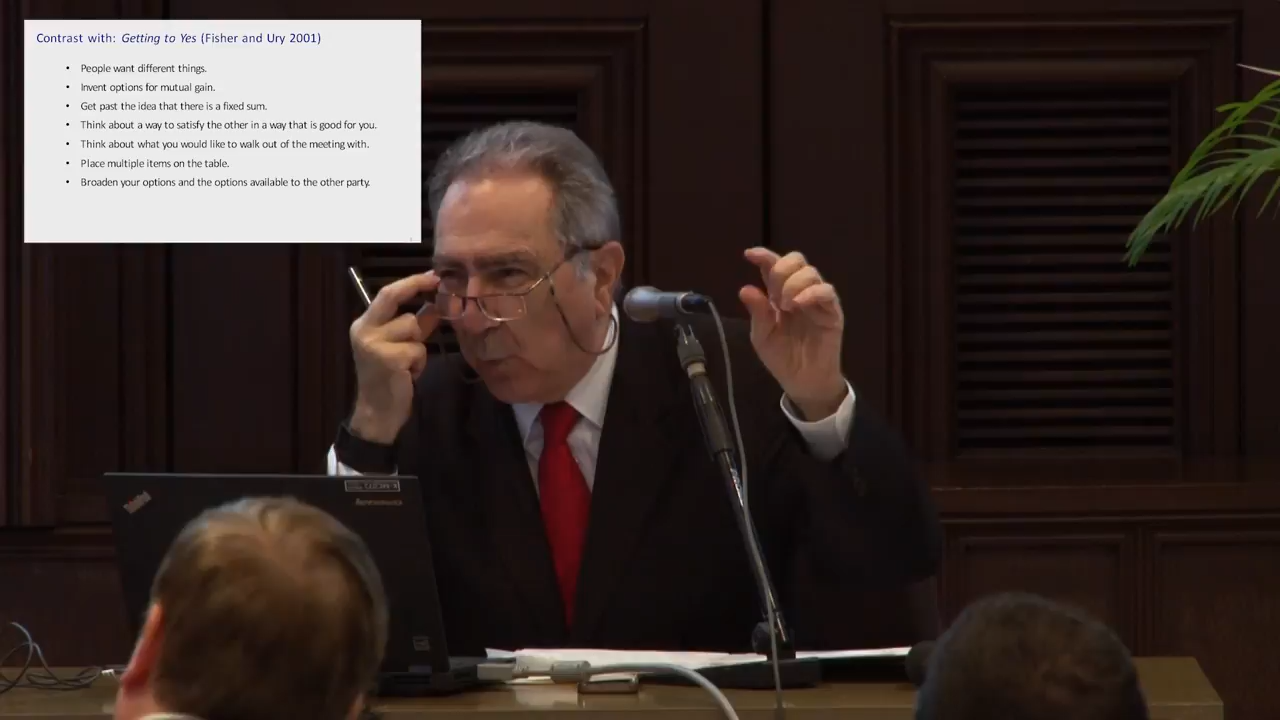 Contrast with: Getting to Yes (Fisher and Ury 2001)
• People want different things.
• Invent options for mutual gain.
• Get past the idea that there is a fixed sum.
• Think about a way to satisfy the other in a way that is good for you.
• Think about what you would like to walk out of the meeting with.
• Place multiple items on the table.
• Broaden your options and the options available to the other party.
ThinkPad